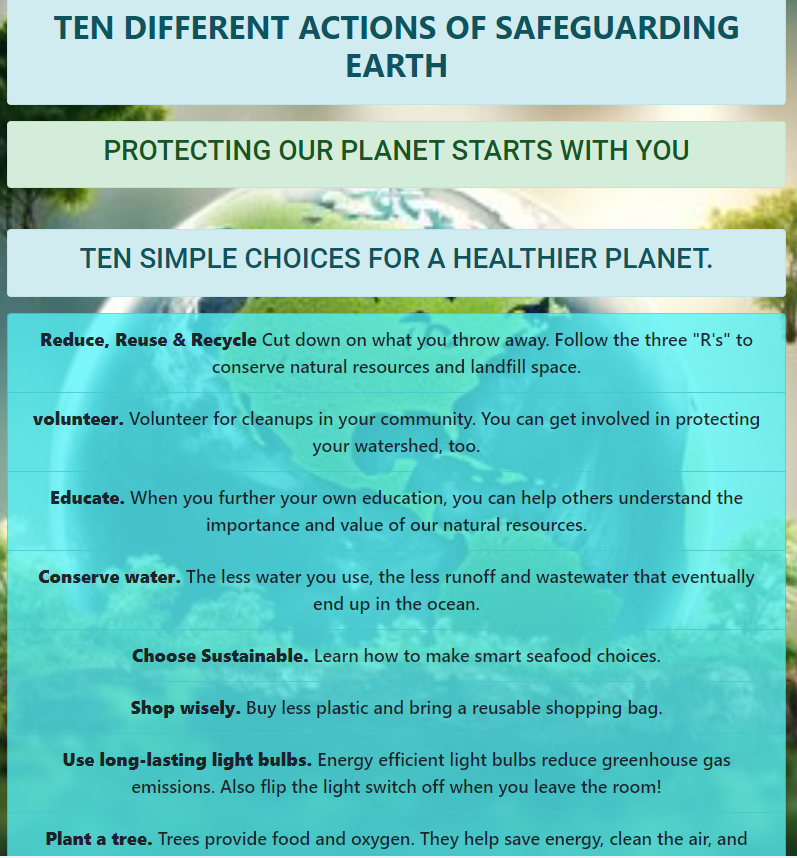 TEN DIFFERENT ACTIONS OF SAFEGUARDING
EARTH
PROTECTING OUR PLANET STARTS WITH YOU
TEN SIMPLE CHOICES FOR A HEALTHIER PLANET.
Reduce, Reuse & Recycle Cut down on what you throw away. Follow the three "R's" to
conserve natural resources and landfill space.
volunteer. Volunteer for cleanups in your community. You can get involved in protecting
your watershed, too.
Educate. When you further your own education, you can help others understand the
importance and value of our natural resources.
Conserve water. The less water you use, the less runoff and wastewater that eventually
end up in the ocean.
Choose Sustainable. Learn how to make smart seafood choices.
Shop wisely. Buy less plastic and bring a reusable shopping bag.
Use long-lasting light bulbs. Energy efficient light bulbs reduce greenhouse gas
emissions. Also flip the light switch off when you leave the room!
Plant a tree. Trees provide food and oxygen. They help save energy, clean the air, and